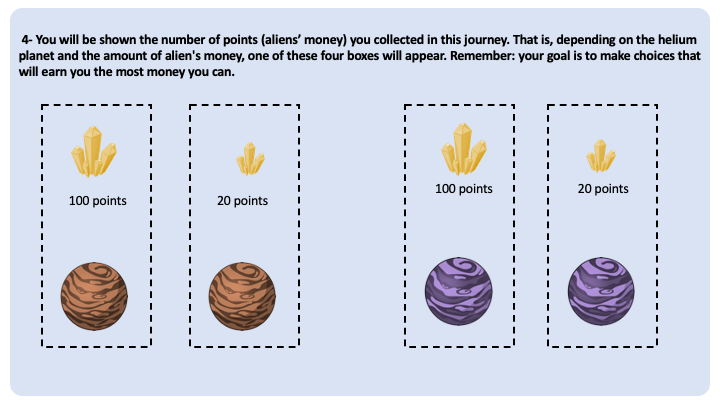 4- You will be shown the number of points (aliens’ money) you collected in this journey. That is, depending on the helium
planet and the amount of alien's money, one of these four boxes will appear. Remember: your goal is to make choices that
will earn you the most money you can.
100 points
20 points
100 points
20 points